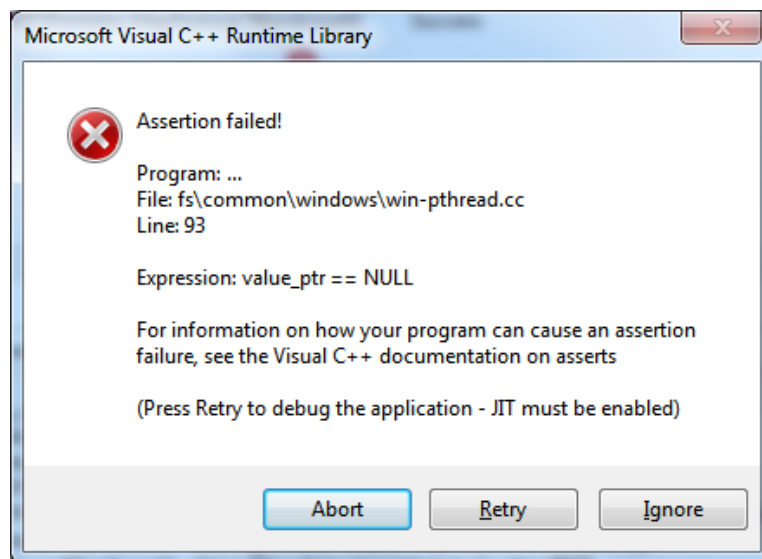 Microsoft Visual C++ Runtime Library
Assertion failed!
Program: ...
File: fs\common\windows\win-pthread.cc
Line: 93
Expression: value_ptr == NULL
For information on how your program can cause an assertion
failure, see the Visual C++ documentation on asserts
(Press Retry to debug the application - JIT must be enabled)
Abort Retry Ignore